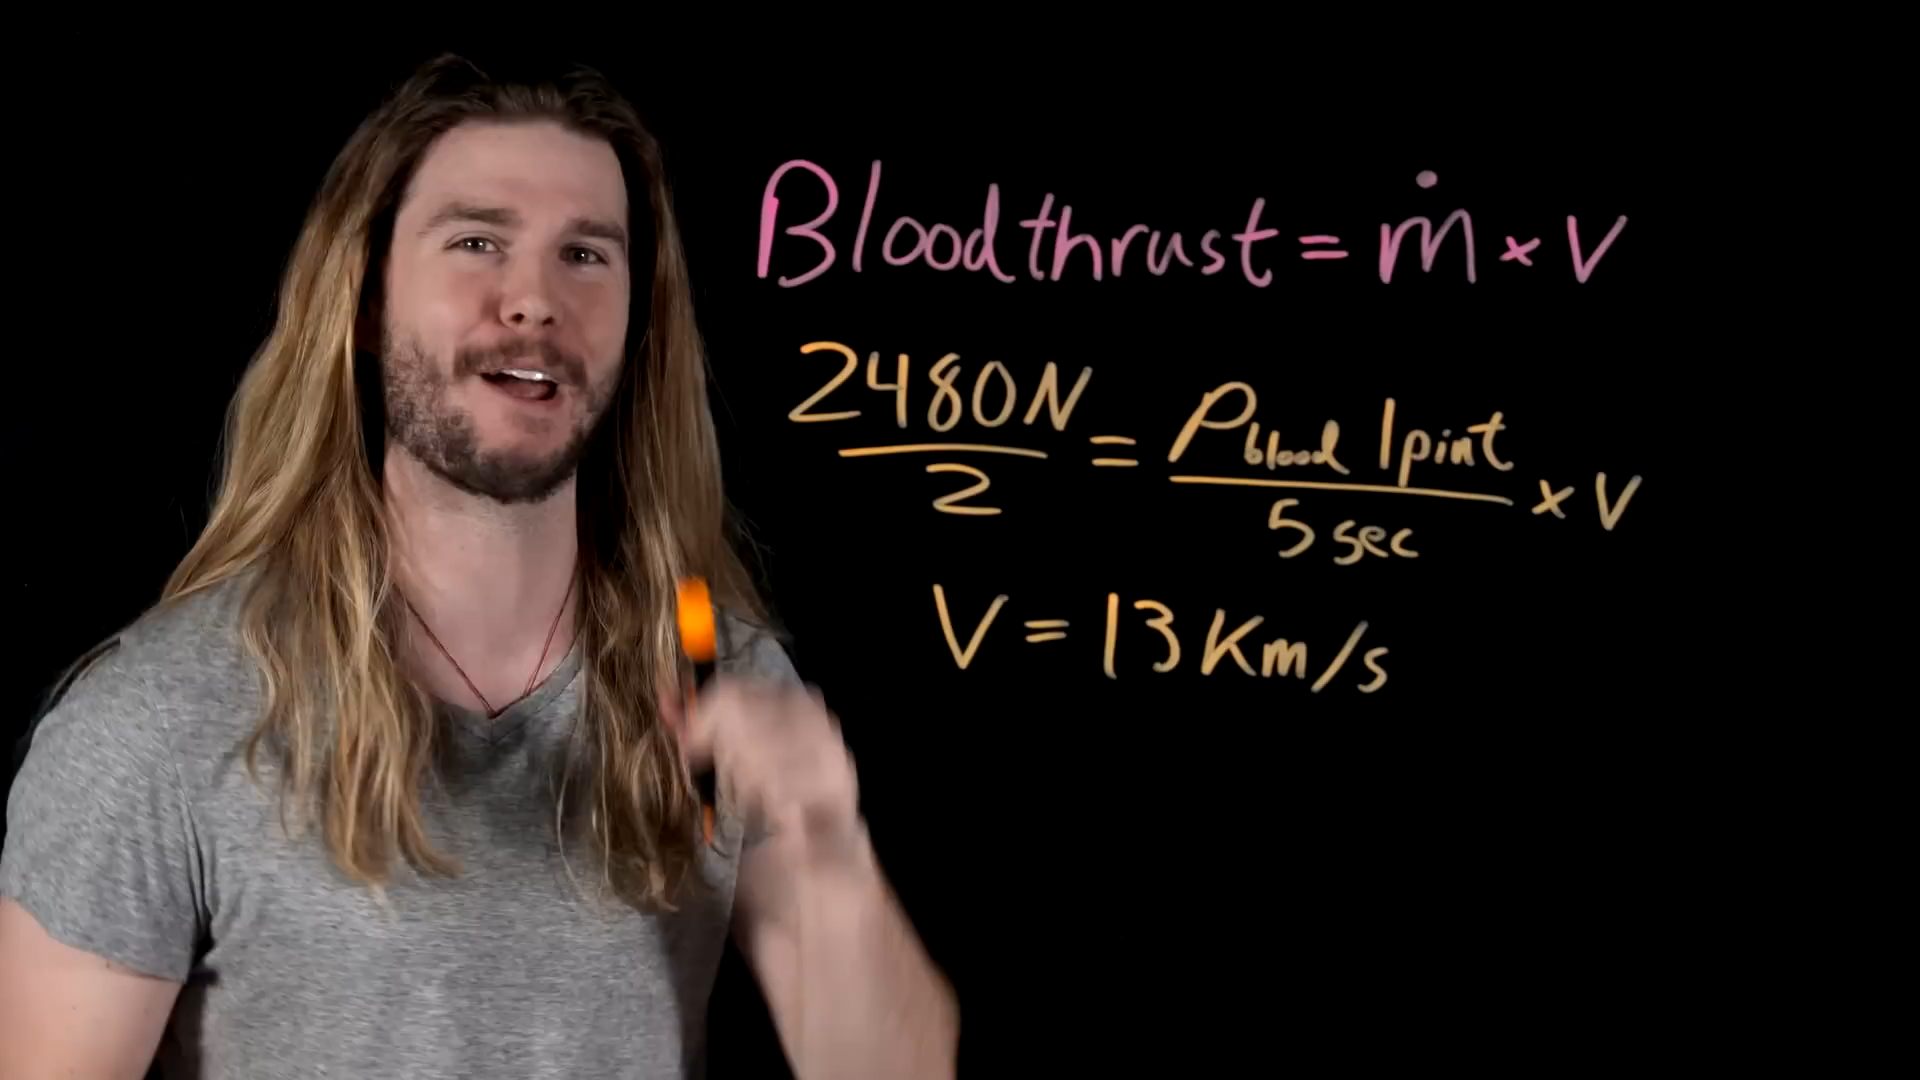 Bloodthrust = ṁ × v
2480N/2 = ρblood 1pint/5 sec × v
v = 13 Km/s